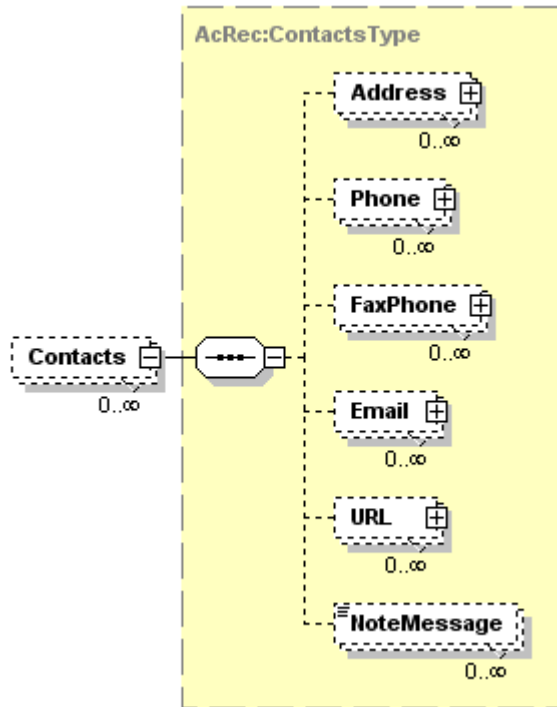 AcRec:ContactsType
Address
0..∞
Phone
0..∞
FaxPhone
0..∞
Contacts
0..∞
Email
0..∞
URL
0..∞
NoteMessage
0..∞